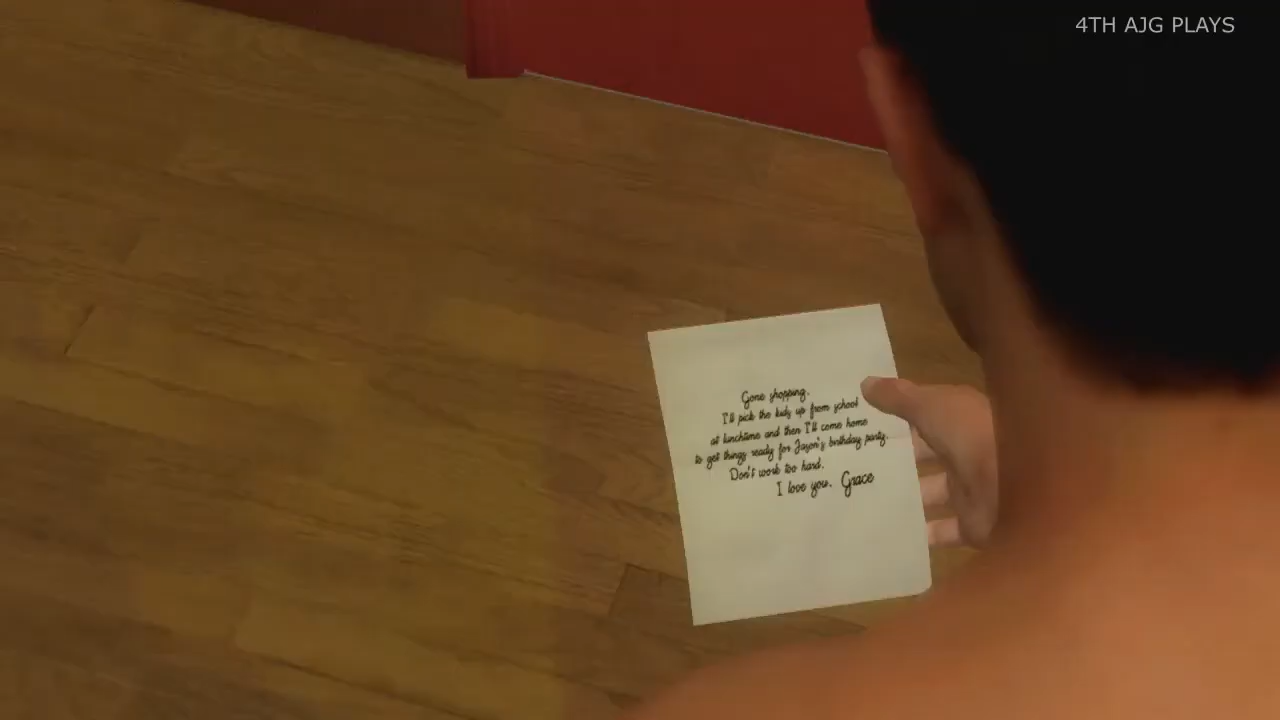 4TH AJG PLAYS
Gone shopping.
I'll pick the kids up from school
at lunchtime and then I'll come home
to get things ready for Jason's birthday party.
Don't work too hard.
I love you. Grace